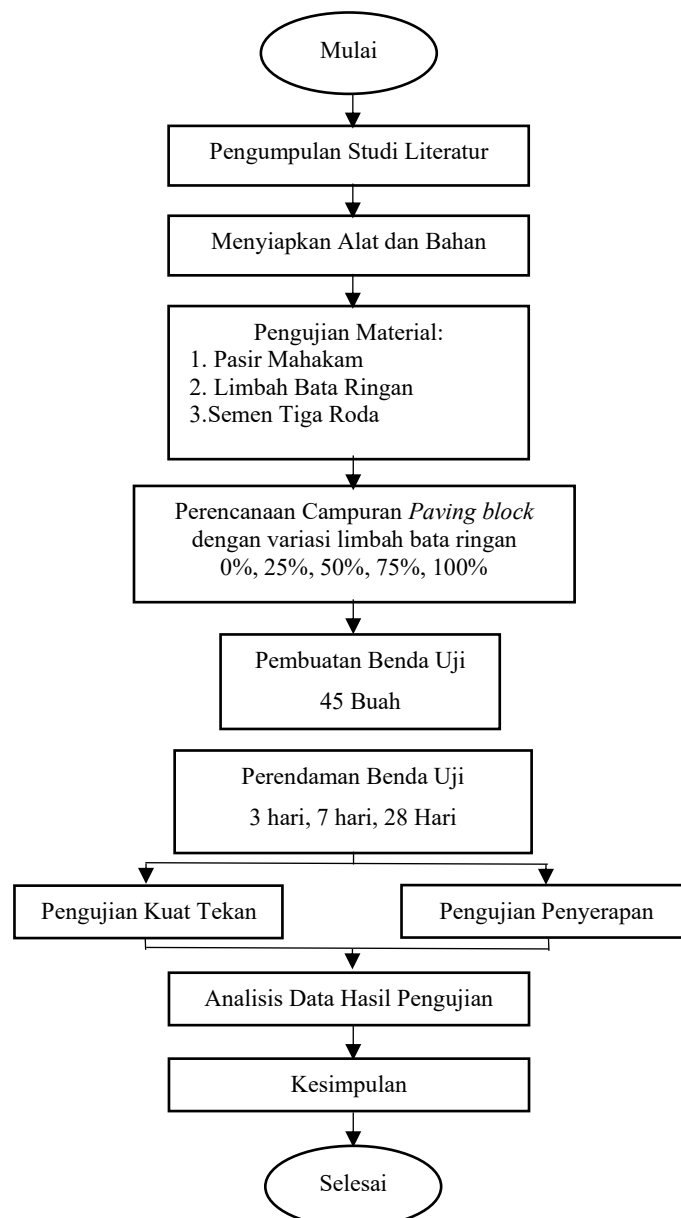 Mulai
Pengumpulan Studi Literatur
Menyiapkan Alat dan Bahan
Pengujian Material:
1. Pasir Mahakam
2. Limbah Bata Ringan
3.Semen Tiga Roda
Perencanaan Campuran Paving block
dengan variasi limbah bata ringan
0%, 25%, 50%, 75%, 100%
Pembuatan Benda Uji
45 Buah
Perendaman Benda Uji
3 hari, 7 hari, 28 Hari
Pengujian Kuat Tekan
Pengujian Penyerapan
Analisis Data Hasil Pengujian
Kesimpulan
Selesai